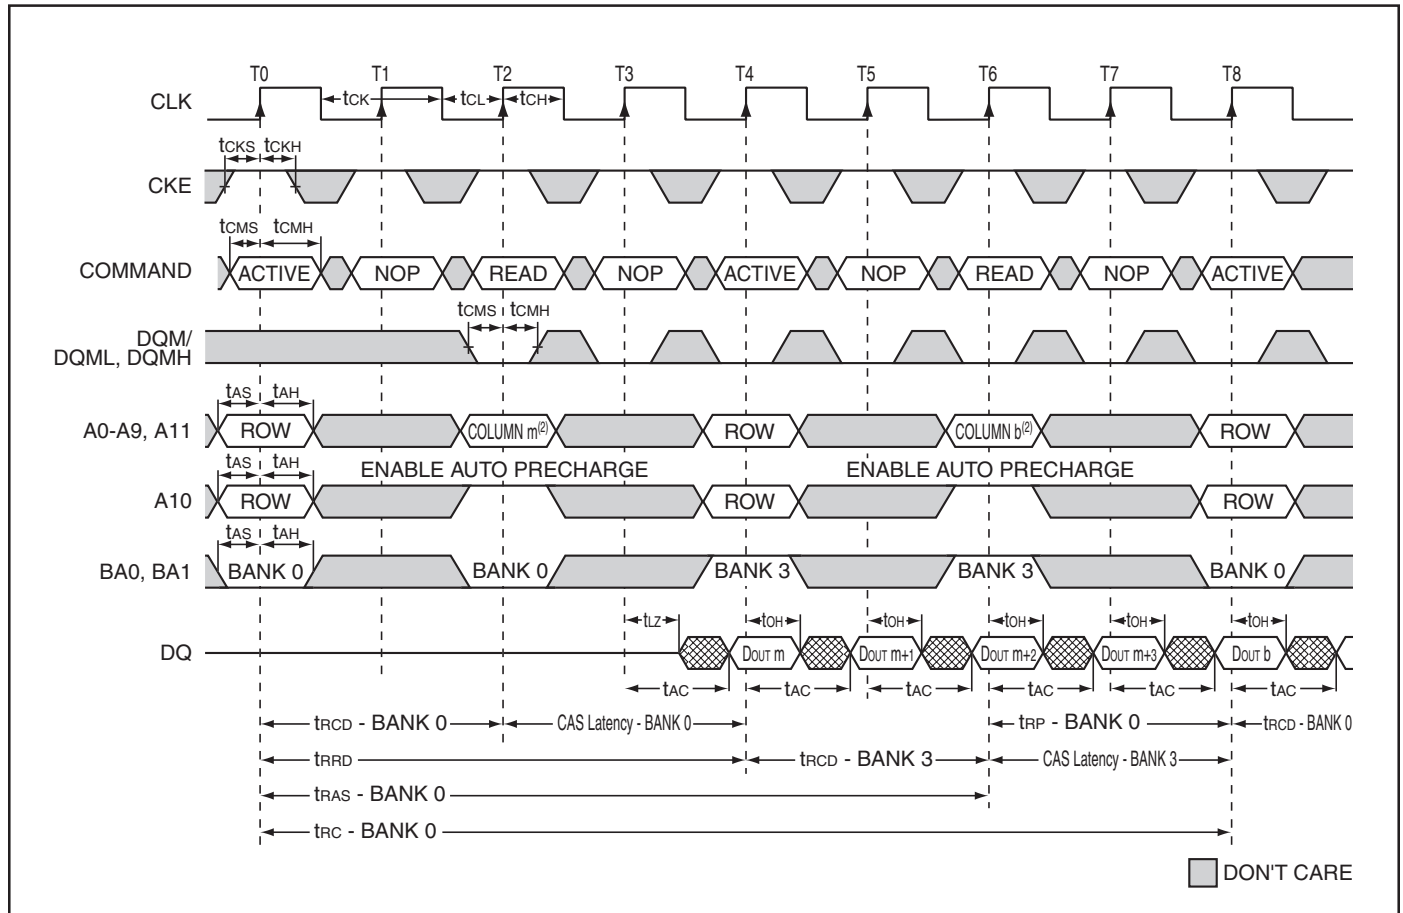 T0 T1 T2 T3 T4 T5 T6 T7 T8
CLK tCK tCL tCH
tCKS tCKH
CKE
tCMS tCMH
COMMAND ACTIVE NOP READ NOP ACTIVE NOP READ NOP ACTIVE
tCMS tCMH
DQM/
DQML, DQMH
tAS tAH
A0-A9, A11 ROW COLUMN m(2) ROW COLUMN b(2) ROW
tAS tAH ENABLE AUTO PRECHARGE ENABLE AUTO PRECHARGE
A10 ROW ROW ROW
tAS tAH
BA0, BA1 BANK 0 BANK 0 BANK 3 BANK 3 BANK 0
tLZ tOH tOH tOH tOH tOH
DQ DOUT m DOUT m+1 DOUT m+2 DOUT m+3 DOUT b
tAC tAC tAC tAC tAC tAC
tRCD - BANK 0 CAS Latency - BANK 0 tRP - BANK 0 tRCD - BANK 0
tRRD tRCD - BANK 3 CAS Latency - BANK 3
tRAS - BANK 0
tRC - BANK 0
DON'T CARE